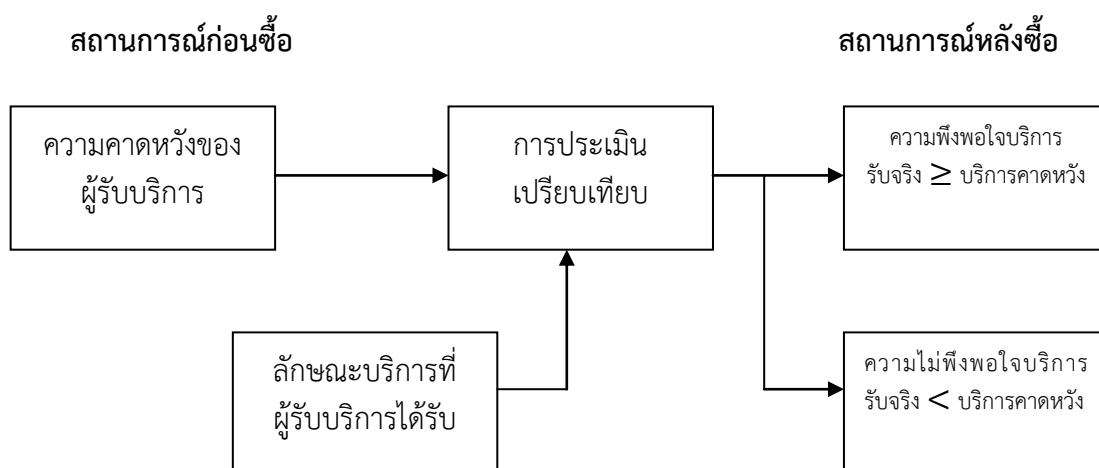 สถานการณ์ก่อนซื้อ
สถานการณ์หลังซื้อ
ความคาดหวังของ
ผู้รับบริการ
การประเมิน
เปรียบเทียบ
ความพึงพอใจบริการ
รับจริง ≥ บริการคาดหวัง
ลักษณะบริการที่
ผู้รับบริการได้รับ
ความไม่พึงพอใจบริการ
รับจริง < บริการคาดหวัง